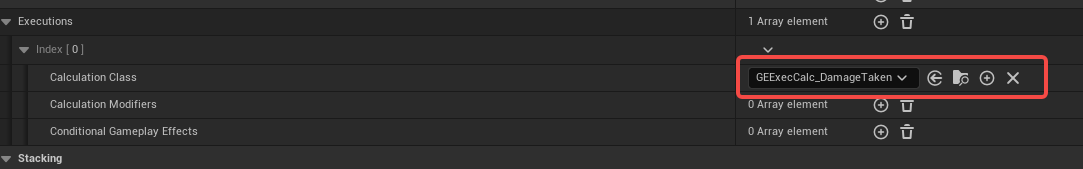 Executions 1 Array element
Index [ 0 ]
Calculation Class GEExecCalc_DamageTaken
Calculation Modifiers 0 Array element
Conditional Gameplay Effects 0 Array element
Stacking